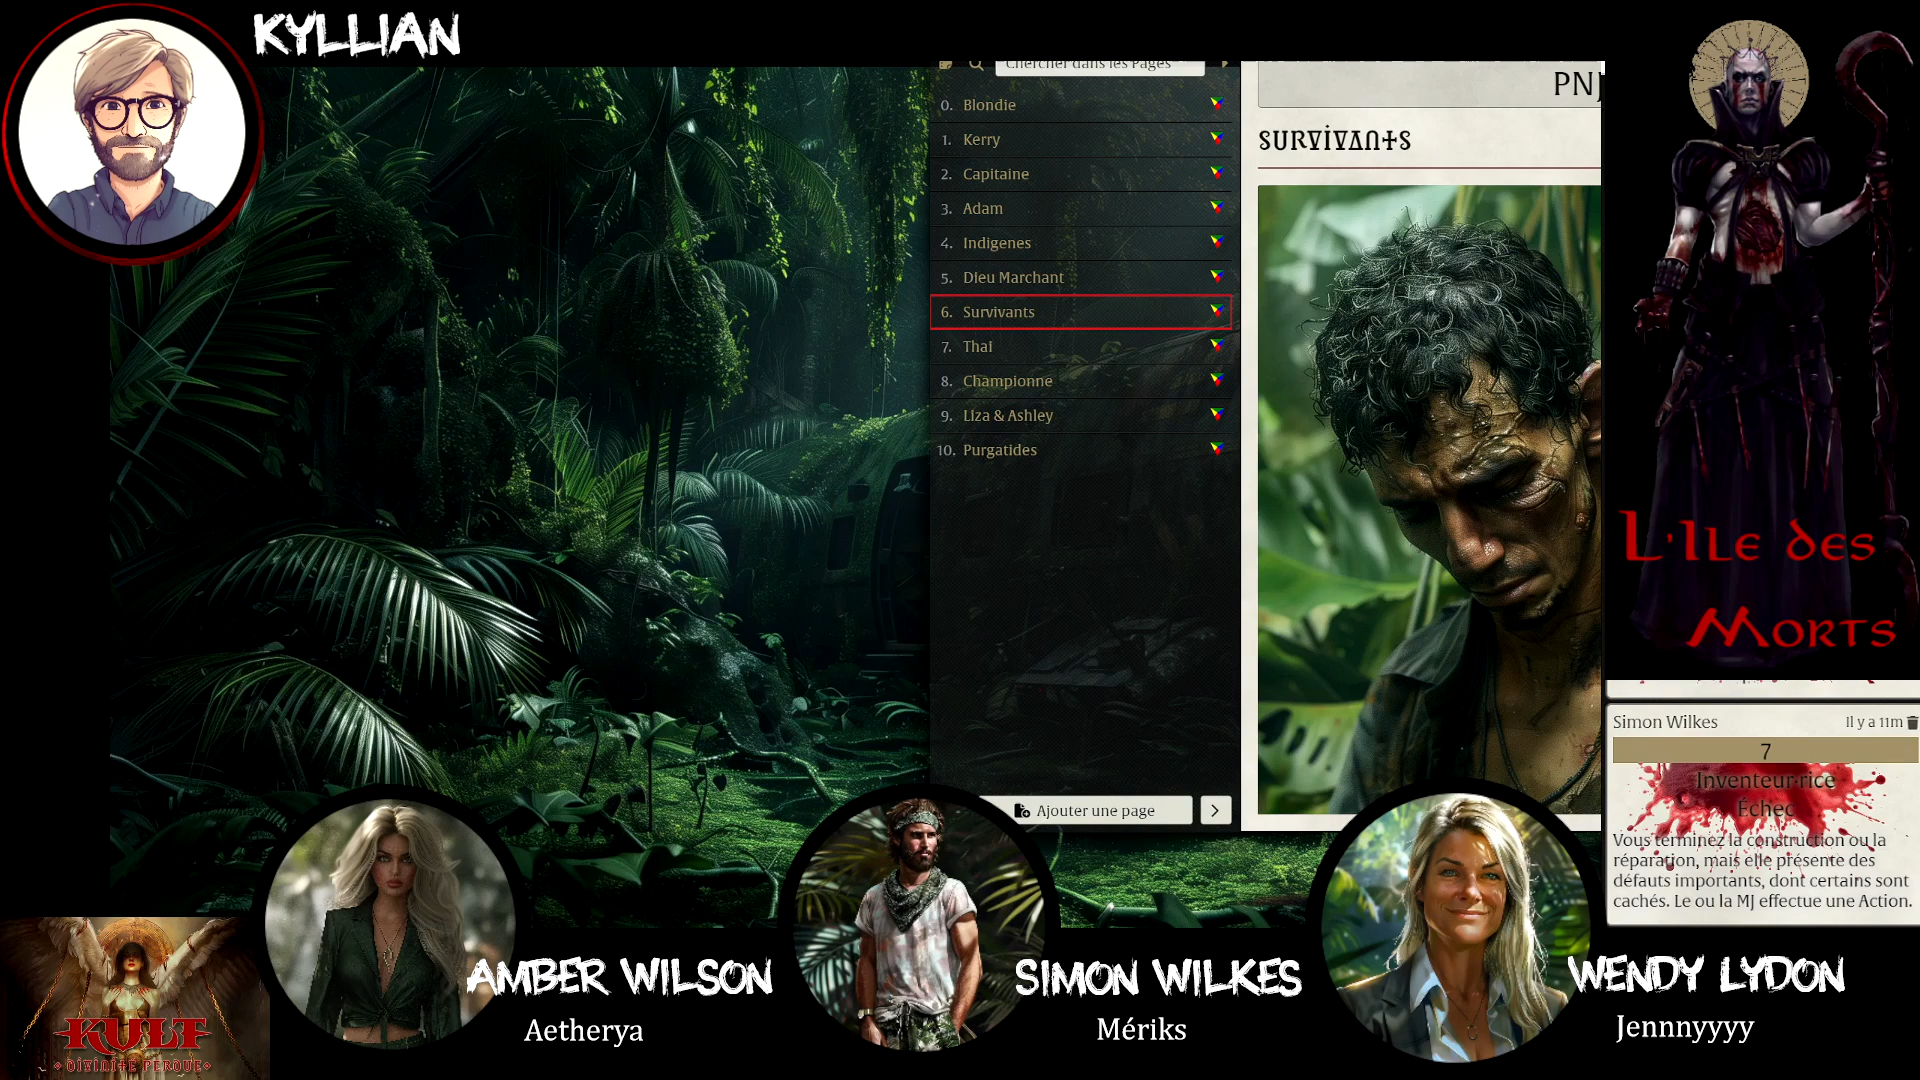 KYLLIAN
Chercher dans les Pages
0. Blondie
1. Kerry
2. Capitaine
3. Adam
4. Indigenes
5. Dieu Marchant
6. Survivants
7. Thai
8. Championne
9. Liza & Ashley
10. Purgatides
Ajouter une page
PNJ
SURVIVANTS
L'ILE DES
MORTS
Simon Wilkes Il y a 11m
7
Inventeur·rice
Échec
Vous terminez la construction ou la
réparation, mais elle présente des
défauts importants, dont certains sont
cachés. Le ou la MJ effectue une Action.
AMBER WILSON
Aetherya
SIMON WILKES
Mériks
WENDY LYDON
Jennnyyyy
KULT
DIVINITÉ PERDUE